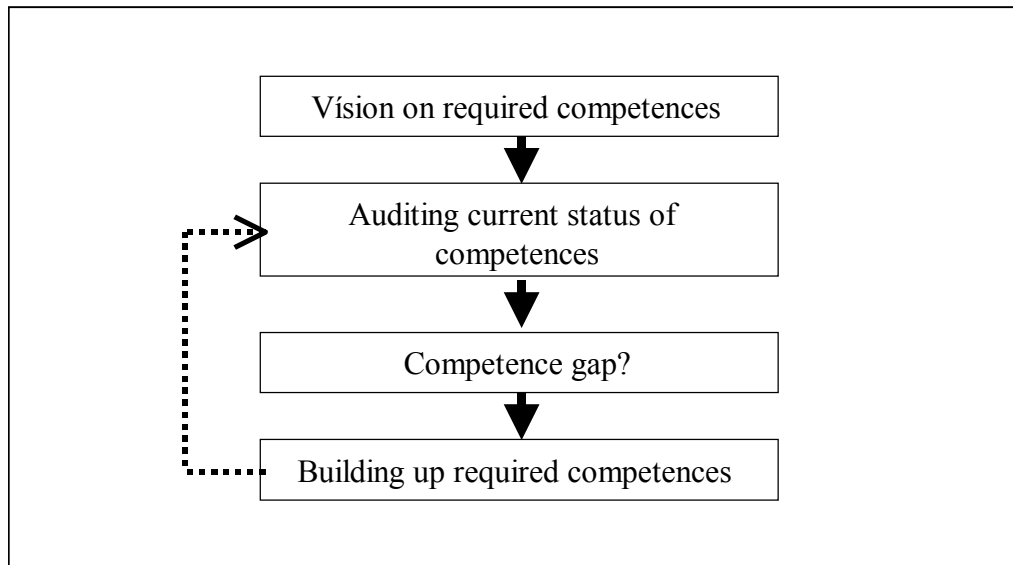 Vísion on required competences
Auditing current status of
competences
Competence gap?
Building up required competences